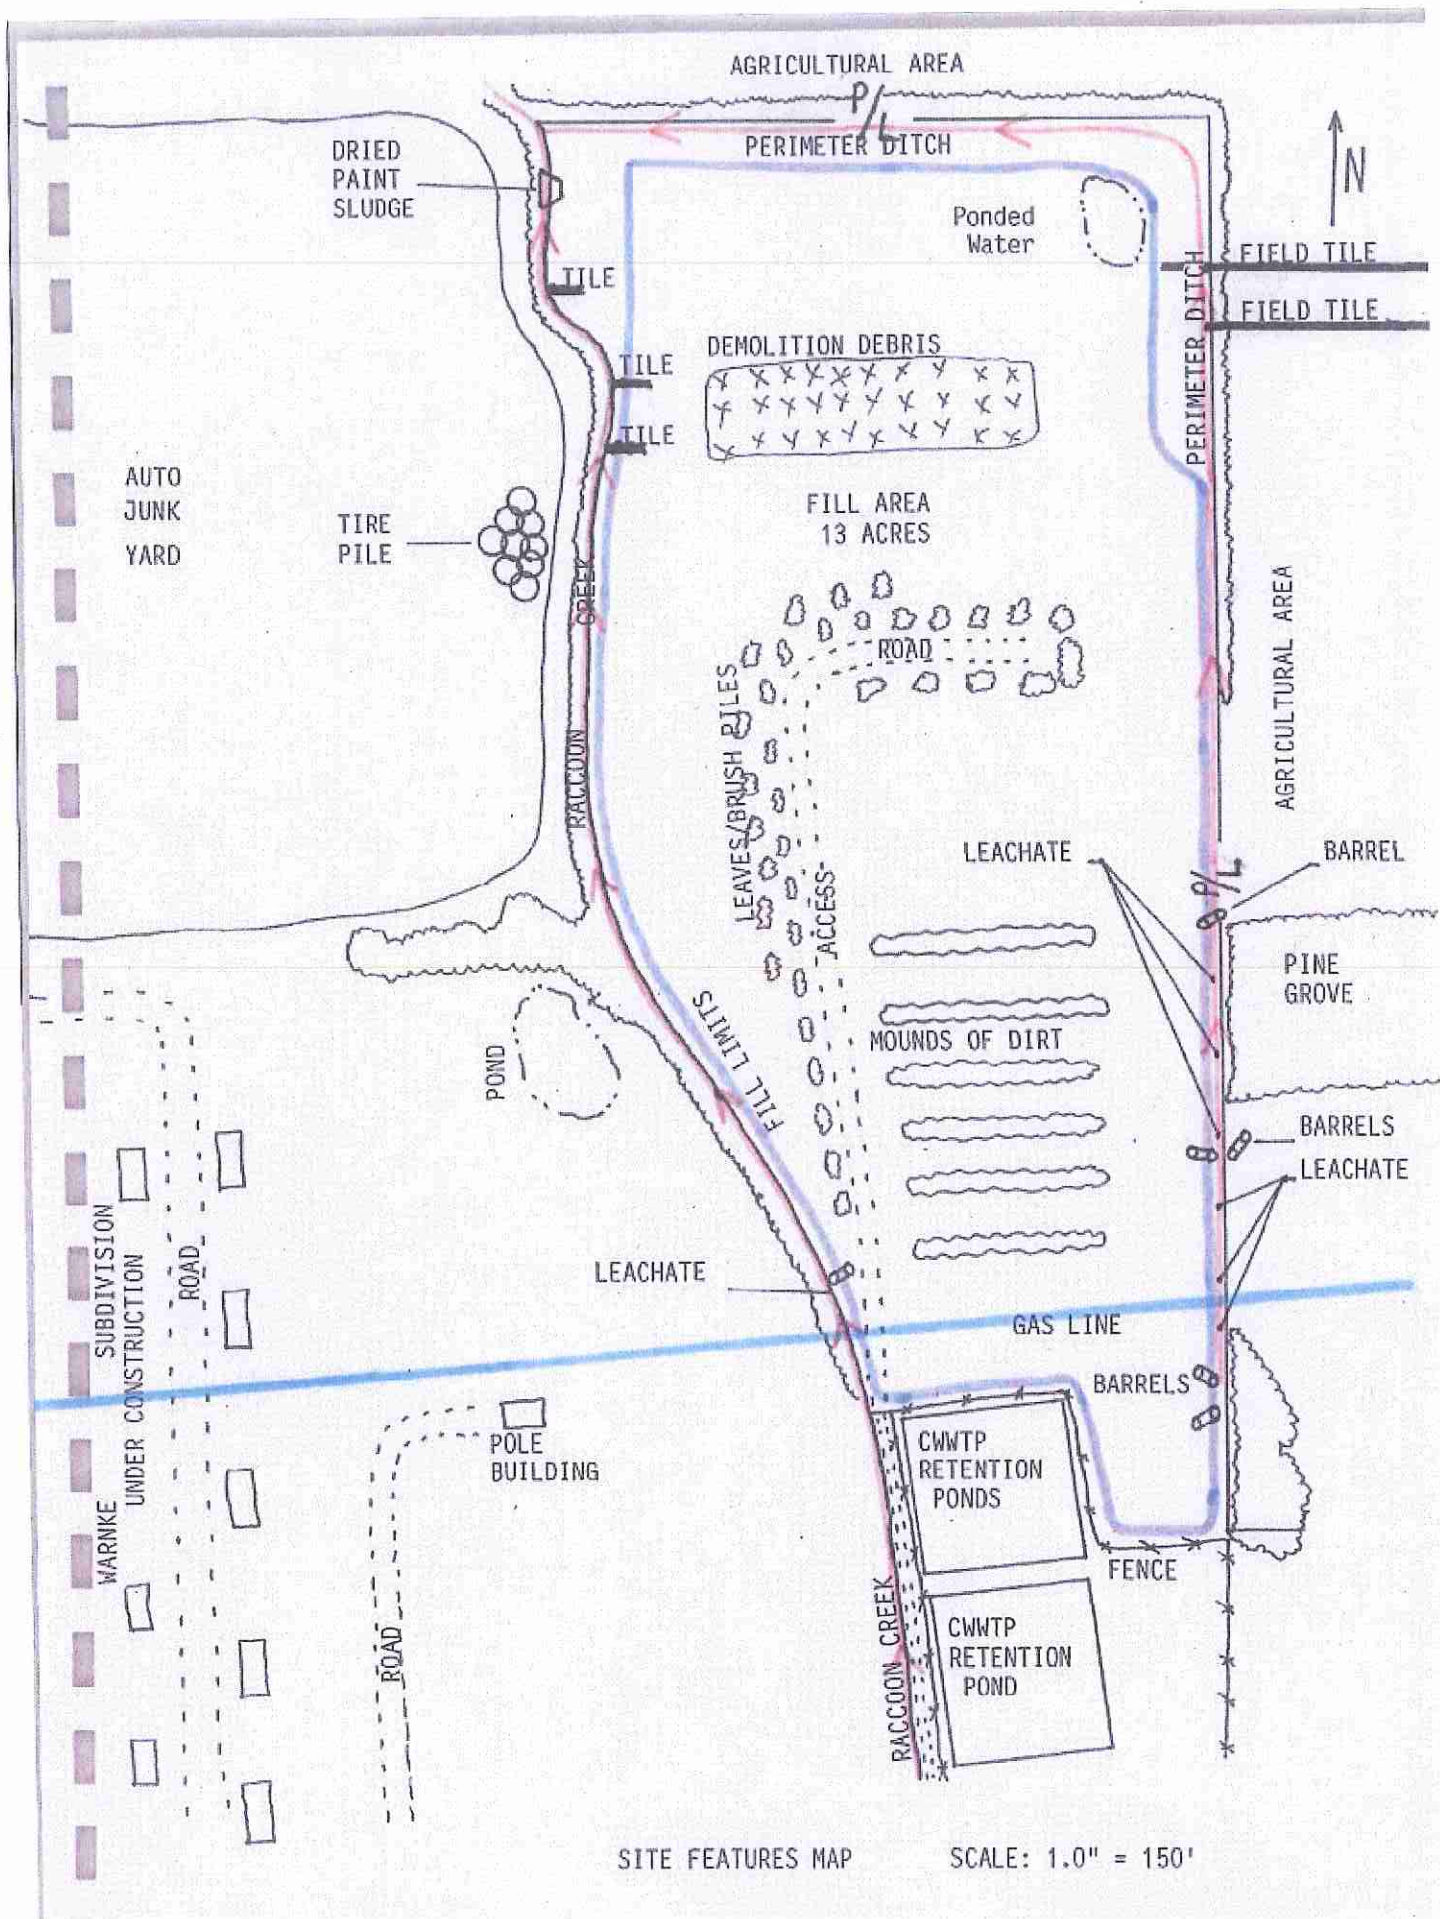 AGRICULTURAL AREA
P/L
PERIMETER DITCH
N
DRIED
PAINT
SLUDGE
Ponded
Water
FIELD TILE
FIELD TILE
PERIMETER DITCH
TILE
TILE
TILE
DEMOLITION DEBRIS
AUTO
JUNK
YARD
TIRE
PILE
FILL AREA
13 ACRES
RACCOON CREEK
ROAD
ACCESS
LEAVES/BRUSH PILES
AGRICULTURAL AREA
LEACHATE
BARREL
P/L
PINE
GROVE
MOUNDS OF DIRT
FILL LIMITS
POND
BARRELS
LEACHATE
LEACHATE
GAS LINE
BARRELS
WARNKE SUBDIVISION
UNDER CONSTRUCTION
ROAD
POLE
BUILDING
ROAD
CWWTP
RETENTION
PONDS
FENCE
RACCOON CREEK
CWWTP
RETENTION
POND
SITE FEATURES MAP
SCALE: 1.0" = 150'